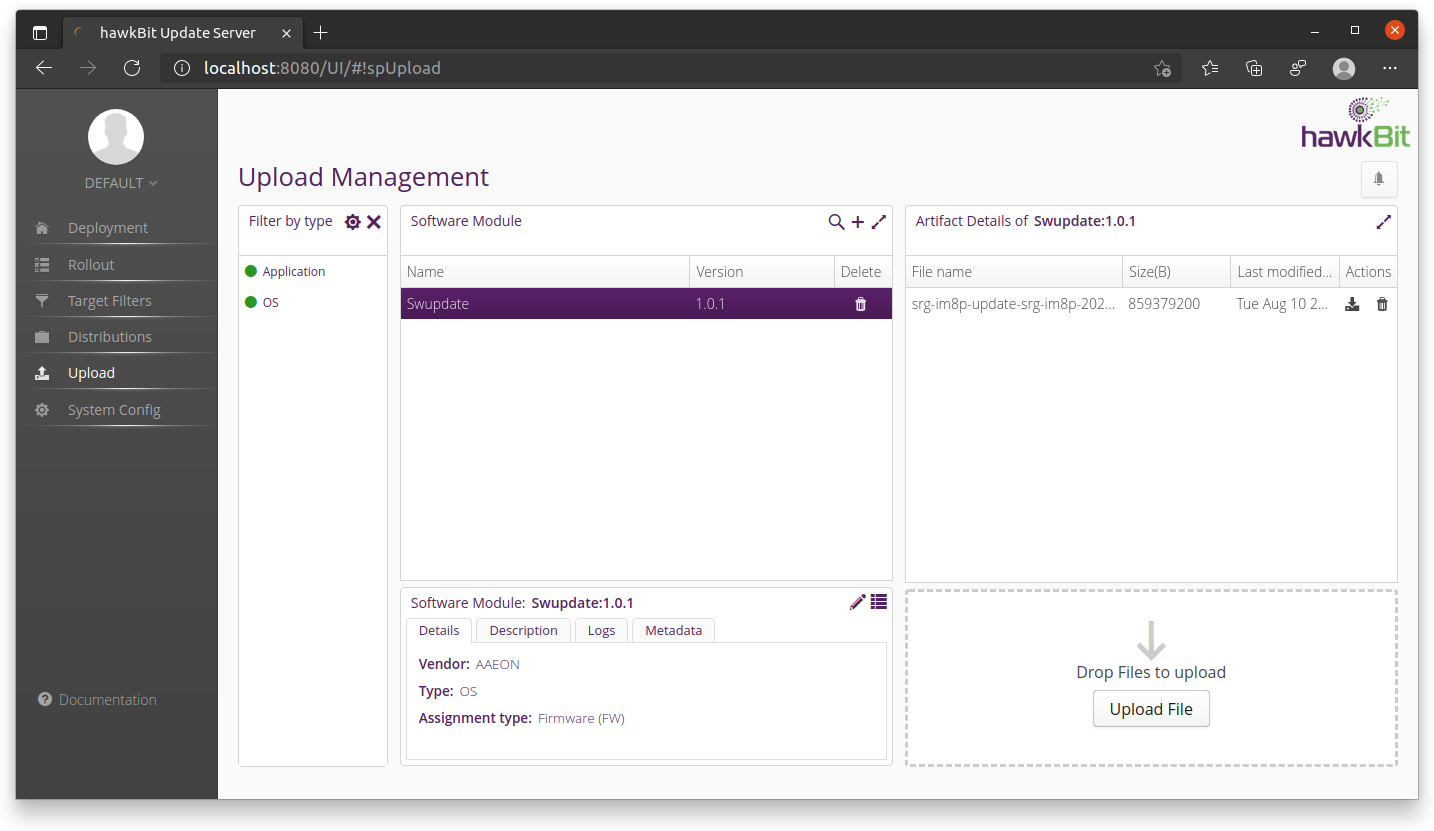 hawkBit Update Server
localhost:8080/UI/#!spUpload
hawkBit
DEFAULT
Deployment
Rollout
Target Filters
Distributions
Upload
System Config
Documentation
Upload Management
Filter by type
Application
OS
Software Module
Name Version Delete
Swupdate 1.0.1
Software Module: Swupdate:1.0.1
Details Description Logs Metadata
Vendor: AAEON
Type: OS
Assignment type: Firmware (FW)
Artifact Details of Swupdate:1.0.1
File name Size(B) Last modified... Actions
srg-im8p-update-srg-im8p-202... 859379200 Tue Aug 10 2...
Drop Files to upload
Upload File